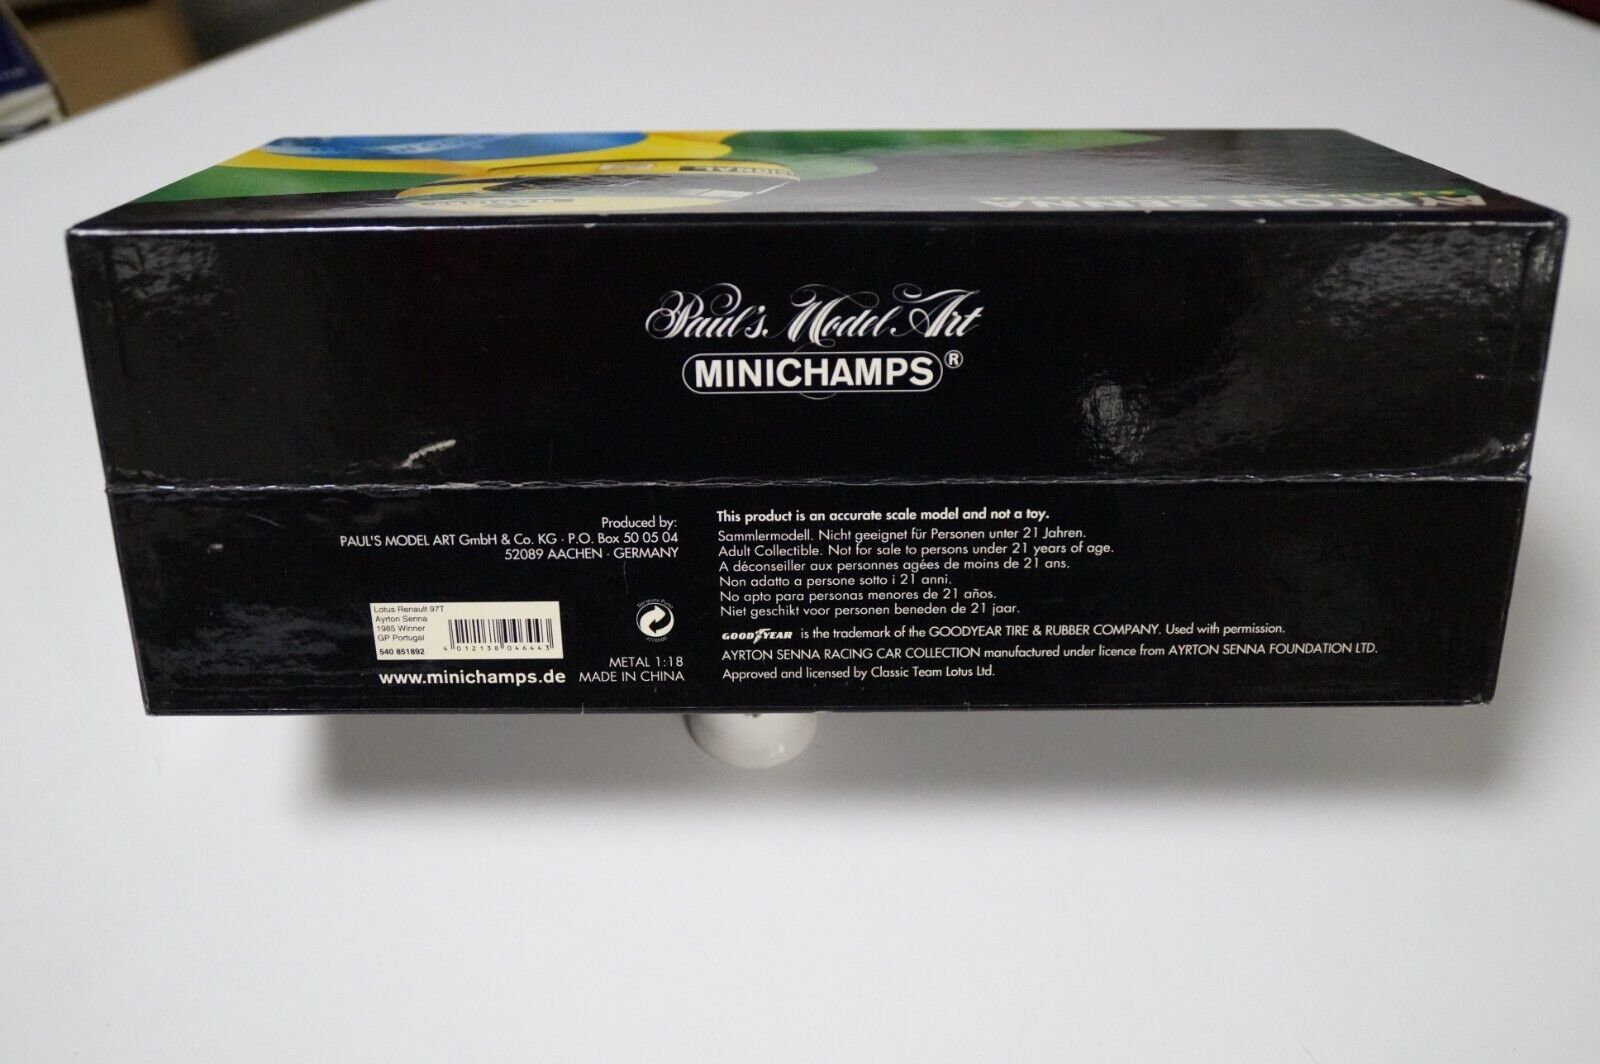 AYRTON SENNA
Paul's Model Art
MINICHAMPS®
Produced by:
PAUL'S MODEL ART GmbH & Co. KG · P.O. Box 50 05 04
52089 AACHEN · GERMANY
Lotus Renault 97T
Ayrton Senna
1985 Winner
GP Portugal
540 851892
4 012138 046443
www.minichamps.de
METAL 1:18
MADE IN CHINA
This product is an accurate scale model and not a toy.
Sammlermodell. Nicht geeignet für Personen unter 21 Jahren.
Adult Collectible. Not for sale to persons under 21 years of age.
A déconseiller aux personnes agées de moins de 21 ans.
Non adatto a persone sotto i 21 anni.
No apto para personas menores de 21 años.
Niet geschikt voor personen beneden de 21 jaar.
GOODYEAR is the trademark of the GOODYEAR TIRE & RUBBER COMPANY. Used with permission.
AYRTON SENNA RACING CAR COLLECTION manufactured under licence from AYRTON SENNA FOUNDATION LTD.
Approved and licensed by Classic Team Lotus Ltd.